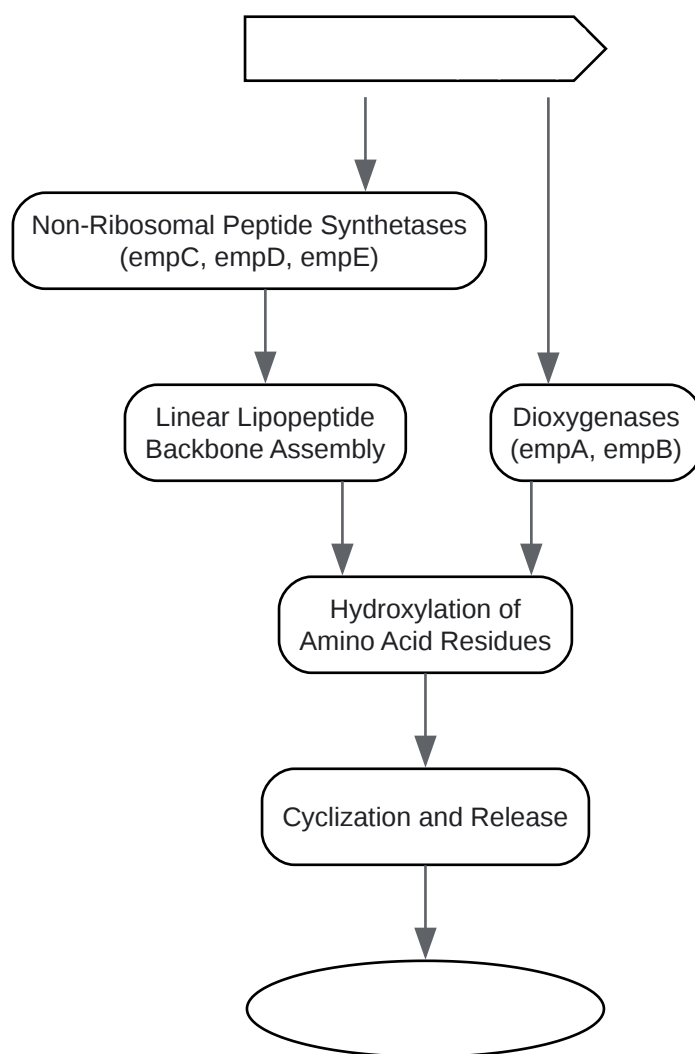 Non-Ribosomal Peptide Synthetases
(empC, empD, empE)
Linear Lipopeptide
Backbone Assembly
Dioxygenases
(empA, empB)
Hydroxylation of
Amino Acid Residues
Cyclization and Release